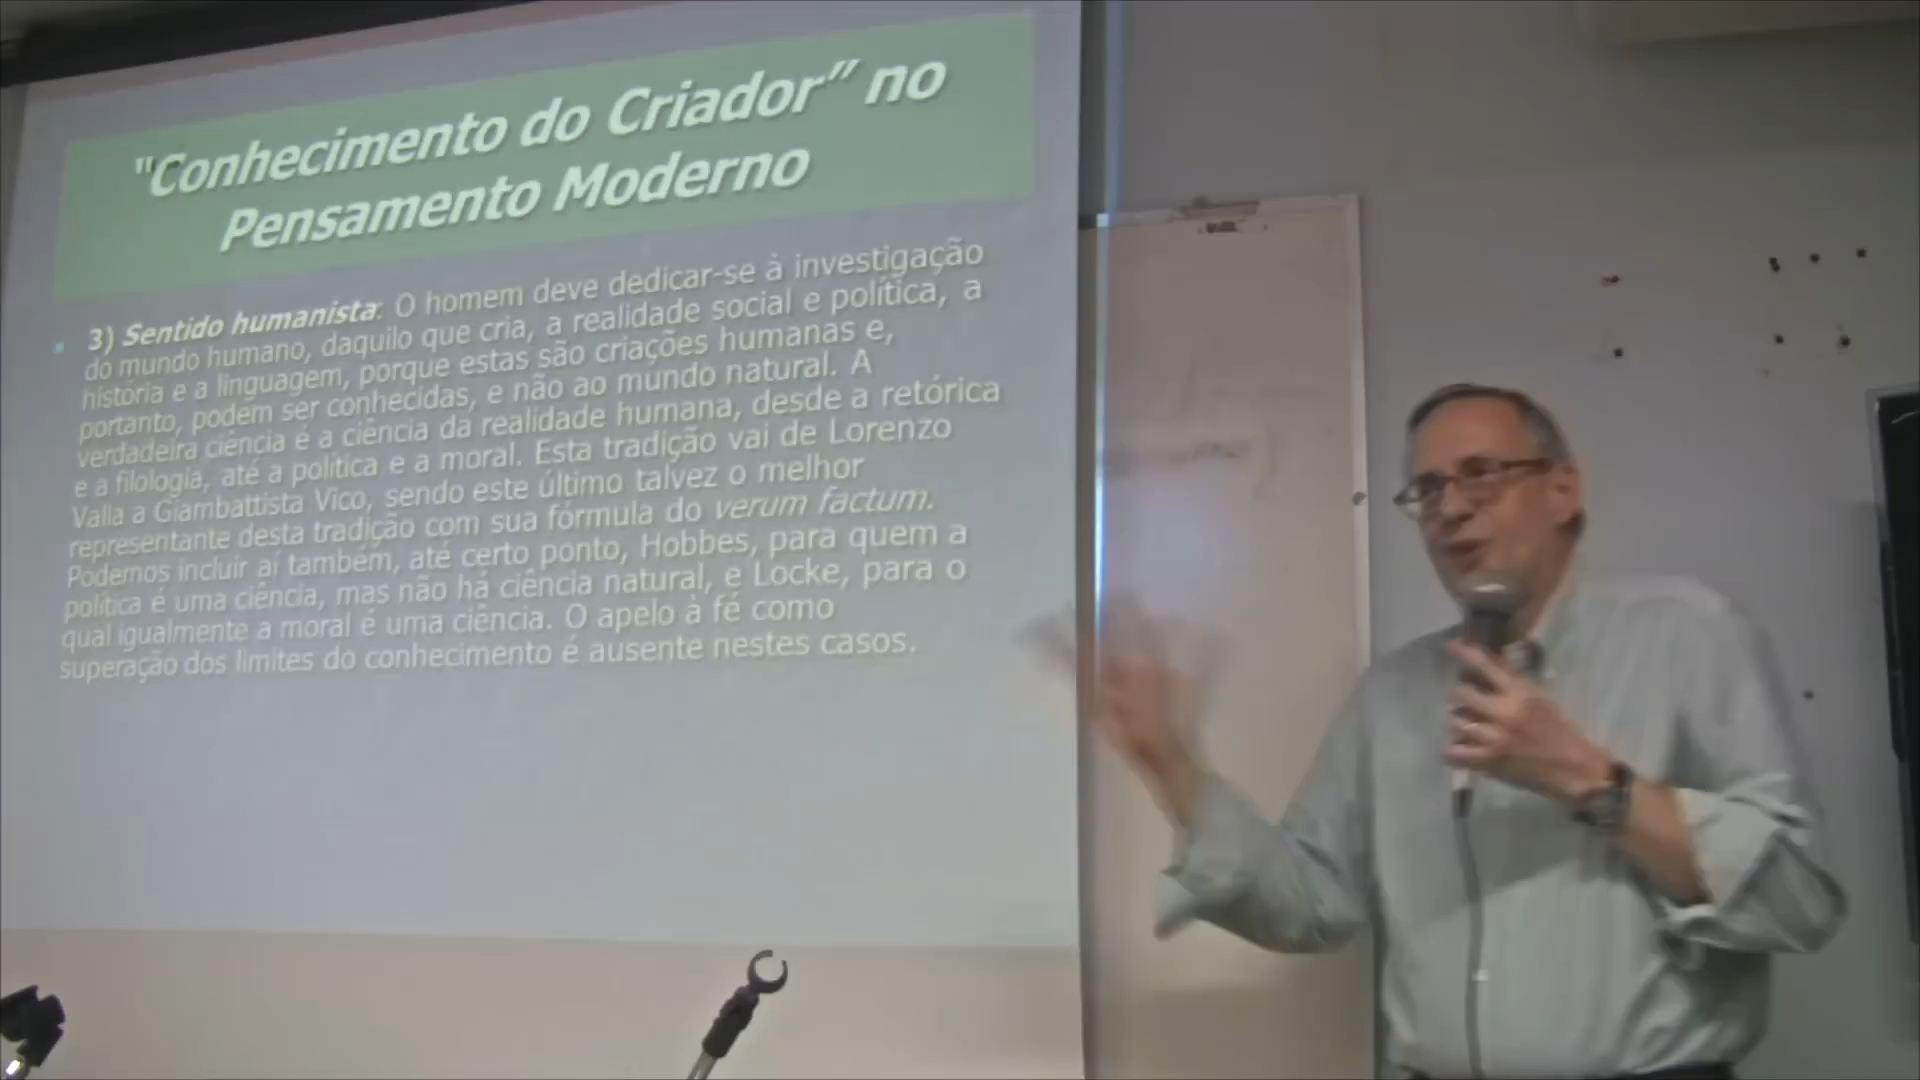 "Conhecimento do Criador” no
Pensamento Moderno
3) Sentido humanista: O homem deve dedicar-se à investigação
do mundo humano, daquilo que cria, a realidade social e política, a
história e a linguagem, porque estas são criações humanas e,
portanto, podem ser conhecidas, e não ao mundo natural. A
verdadeira ciência é a ciência da realidade humana, desde a retórica
e a filologia, até a política e a moral. Esta tradição vai de Lorenzo
Valla a Giambattista Vico, sendo este último talvez o melhor
representante desta tradição com sua fórmula do verum factum.
Podemos incluir aí também, até certo ponto, Hobbes, para quem a
política é uma ciência, mas não há ciência natural, e Locke, para o
qual igualmente a moral é uma ciência. O apelo à fé como
superação dos limites do conhecimento é ausente nestes casos.